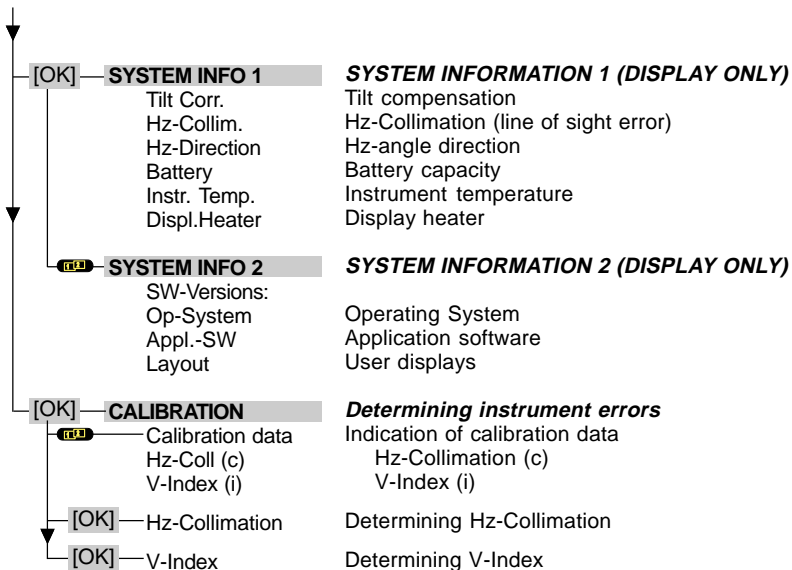 [OK] SYSTEM INFO 1 SYSTEM INFORMATION 1 (DISPLAY ONLY)
Tilt Corr. Tilt compensation
Hz-Collim. Hz-Collimation (line of sight error)
Hz-Direction Hz-angle direction
Battery Battery capacity
Instr. Temp. Instrument temperature
Displ.Heater Display heater
SYSTEM INFO 2 SYSTEM INFORMATION 2 (DISPLAY ONLY)
SW-Versions:
Op-System Operating System
Appl.-SW Application software
Layout User displays
[OK] CALIBRATION Determining instrument errors
Calibration data Indication of calibration data
Hz-Coll (c) Hz-Collimation (c)
V-Index (i) V-Index (i)
[OK] Hz-Collimation Determining Hz-Collimation
[OK] V-Index Determining V-Index